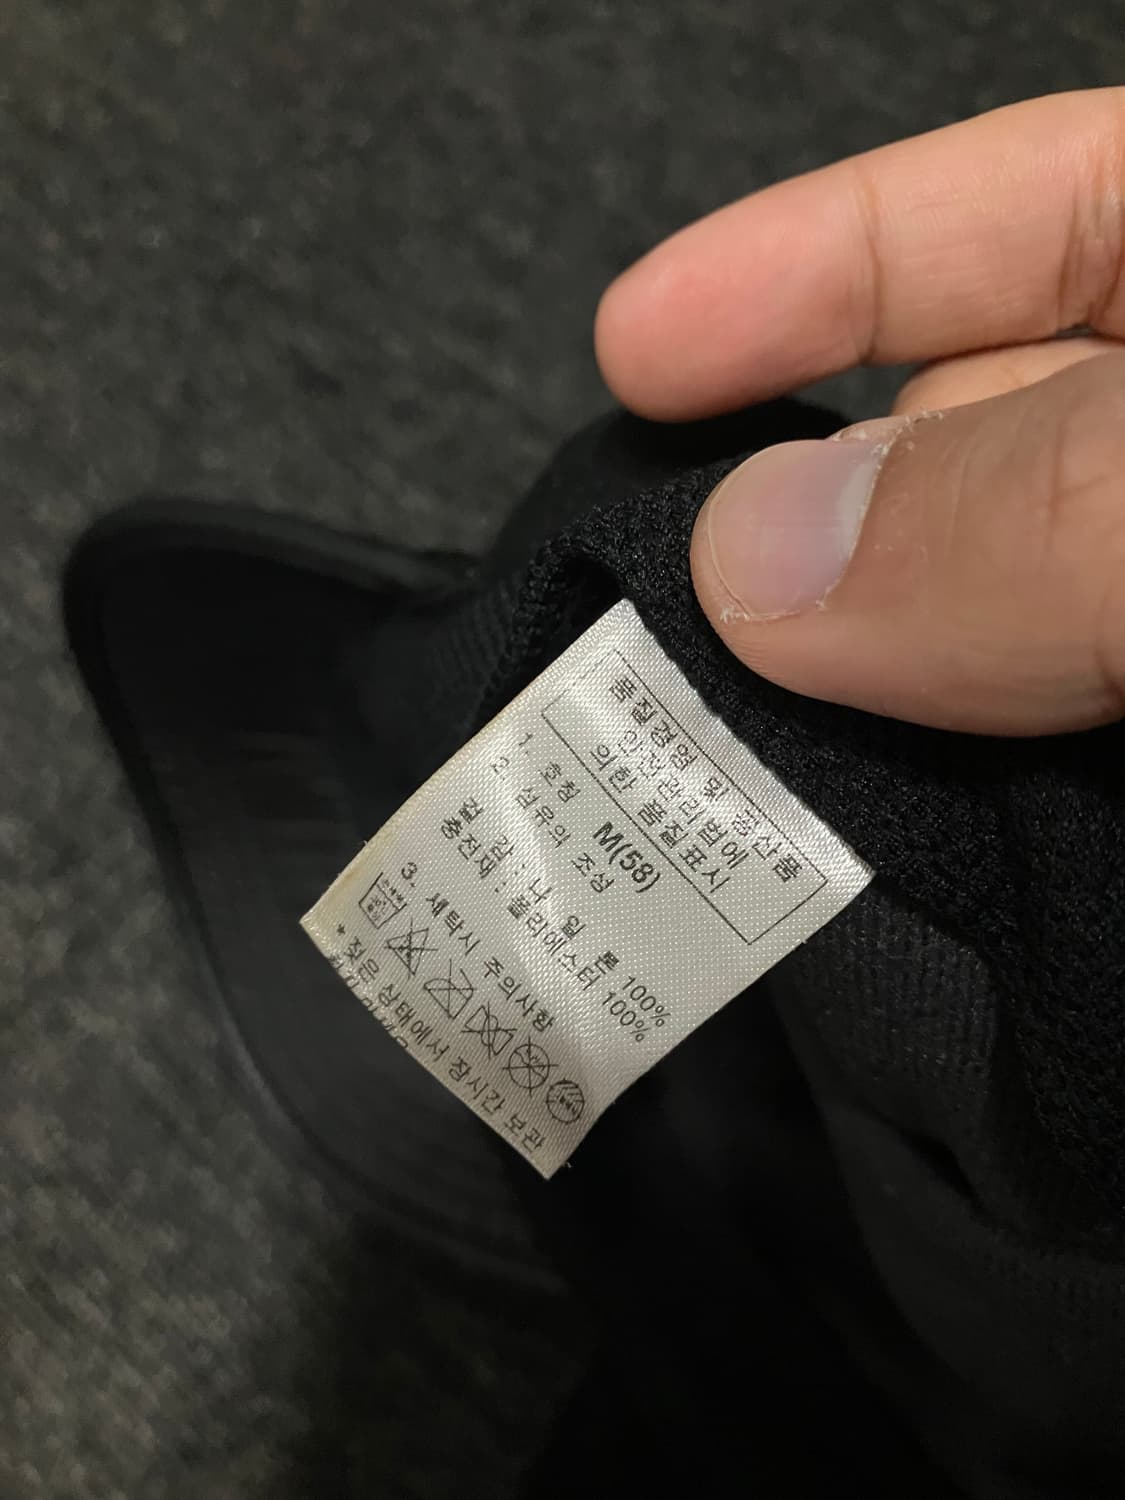 품질경영 및 공산품
안전관리법에
의한 품질표시
1. 호칭 M(58)
2. 섬유의 조성
겉 감 : 나 일 론 100%
충전재 : 폴리에스터 100%
3. 세탁시 주의사항
* 젖은 상태에서 장시간 보관